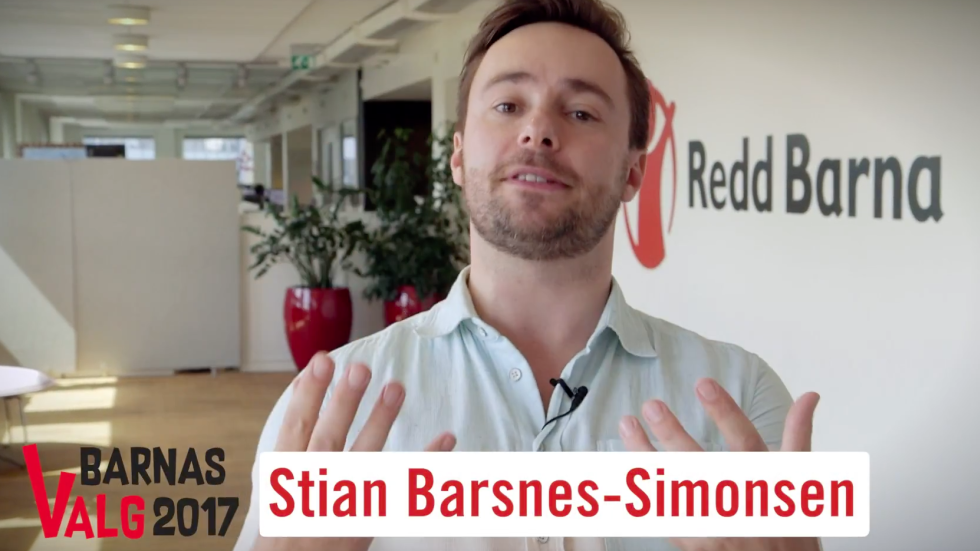 Redd Barna
BARNAS
VALG 2017
Stian Barsnes-Simonsen